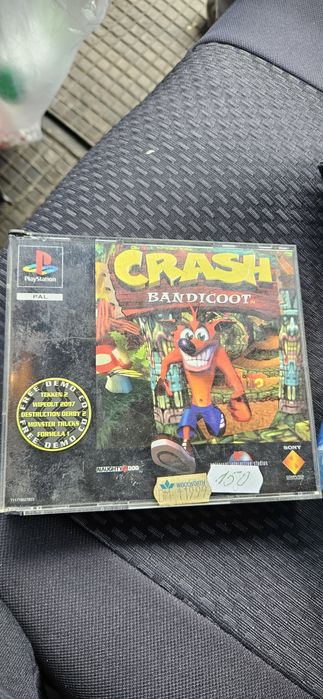 PlayStation
PAL
CRASH
BANDICOOT
FREE DEMO CD
TEKKEN 2
WIPEOUT 2097
DESTRUCTION DERBY 2
MONSTER TRUCKS
FORMULA 1
FREE DEMO CD
NAUGHTY DOG
studios
SONY
WOOLWORTH
150